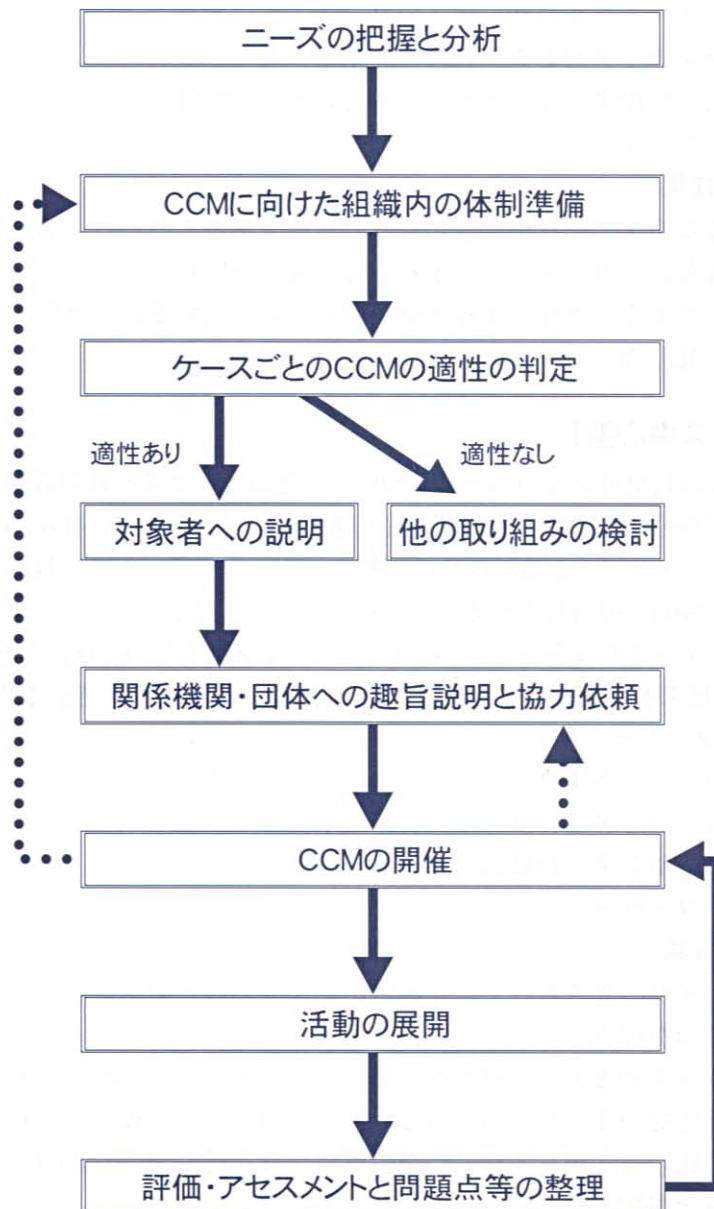 ニーズの把握と分析
CCMに向けた組織内の体制準備
ケースごとのCCMの適性の判定
適性あり
適性なし
対象者への説明
他の取り組みの検討
関係機関・団体への趣旨説明と協力依頼
CCMの開催
活動の展開
評価・アセスメントと問題点等の整理